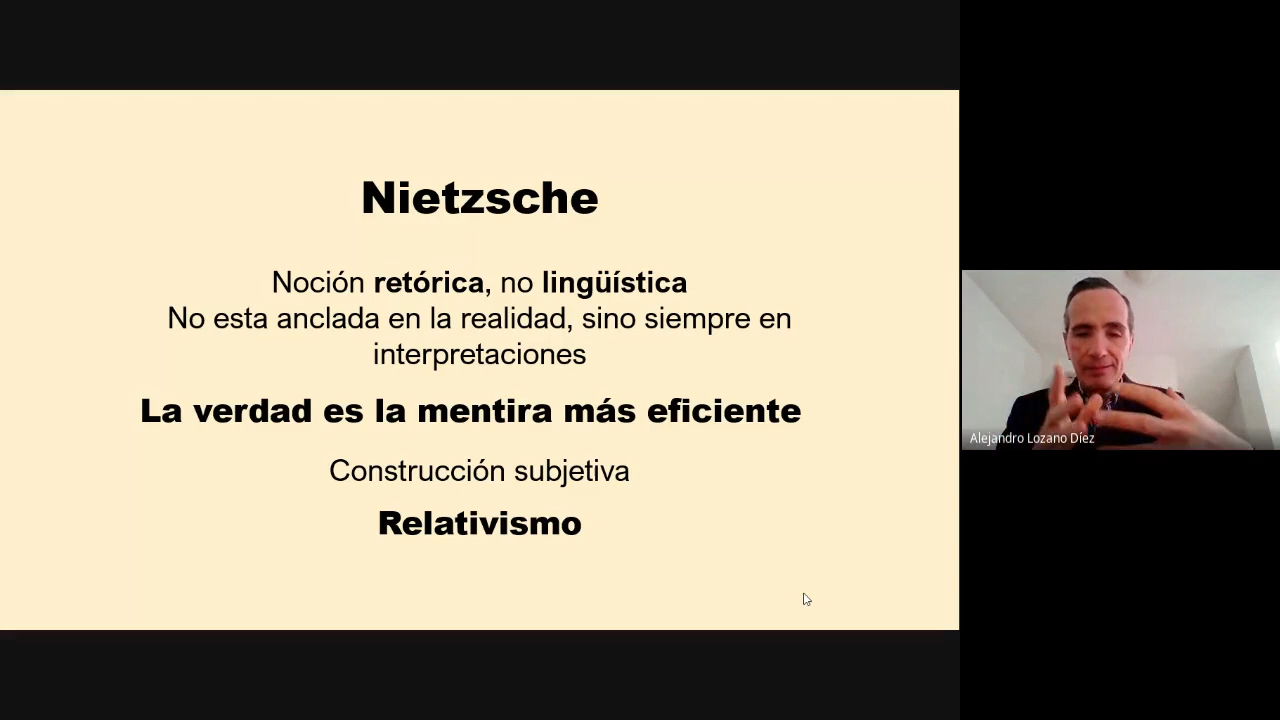 Nietzsche
Noción retórica, no lingüística
No esta anclada en la realidad, sino siempre en
interpretaciones
La verdad es la mentira más eficiente
Construcción subjetiva
Relativismo
Alejandro Lozano Díez